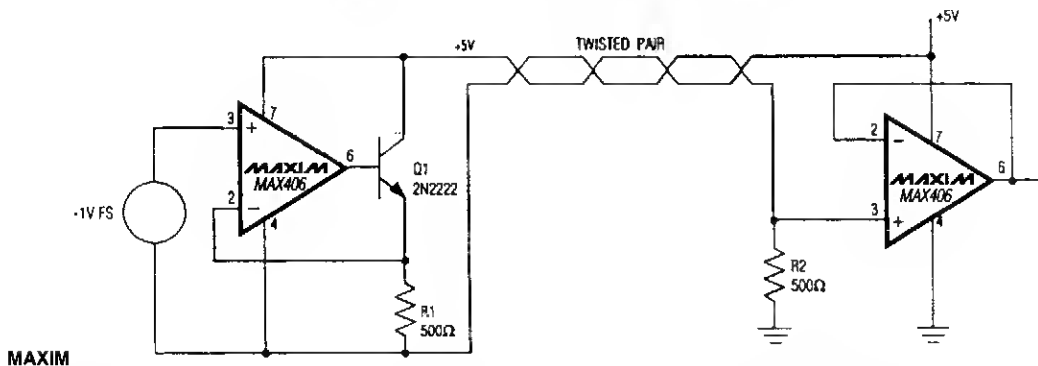 +5V
+5V
TWISTED PAIR
7
3
+
MAXIM
MAX406
6
Q1
2N2222
2
−
4
-1V FS
R1
500Ω
2
−
7
MAXIM
MAX406
6
3
+
4
R2
500Ω
MAXIM